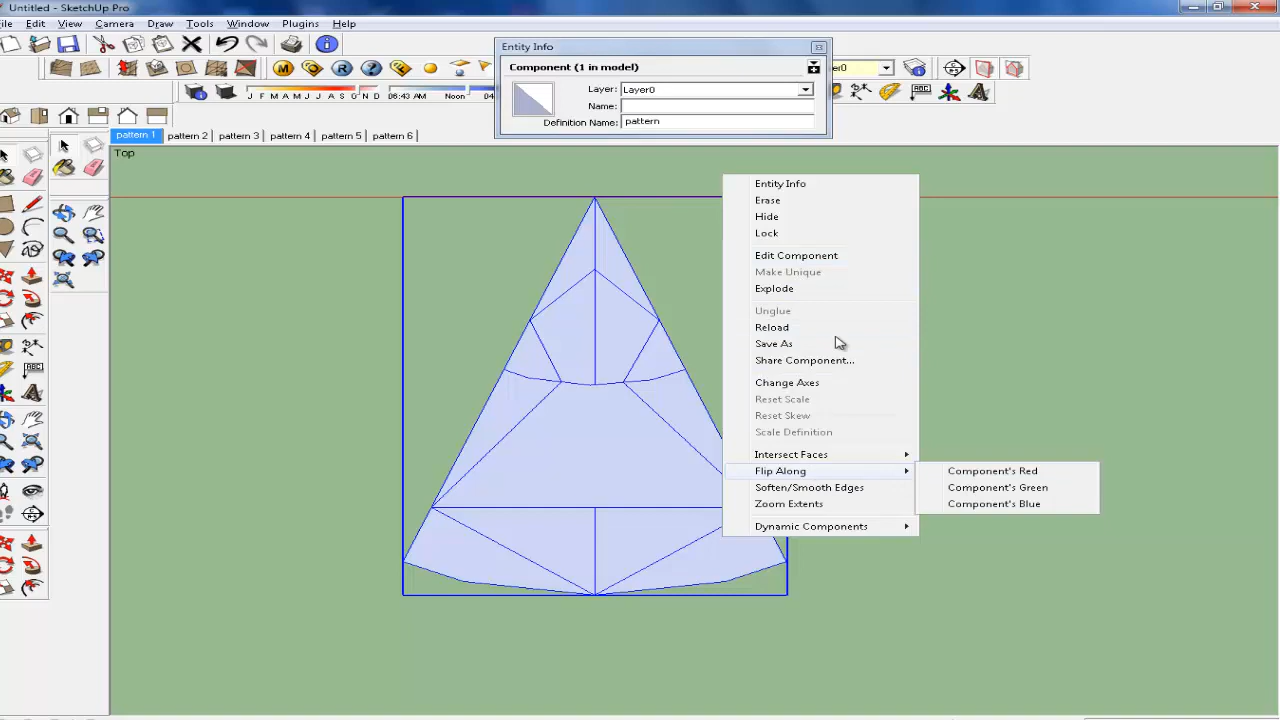 Untitled - SketchUp Pro
File Edit View Camera Draw Tools Window Plugins Help
Entity Info
Component (1 in model)
Layer: Layer0
Name:
Definition Name: pattern
J F M A M J J A S O N D 06:43 AM Noon
pattern 1 pattern 2 pattern 3 pattern 4 pattern 5 pattern 6
Top
Entity Info
Erase
Hide
Lock
Edit Component
Make Unique
Explode
Unglue
Reload
Save As
Share Component...
Change Axes
Reset Scale
Reset Skew
Scale Definition
Intersect Faces
Flip Along
Soften/Smooth Edges
Zoom Extents
Dynamic Components
Component's Red
Component's Green
Component's Blue